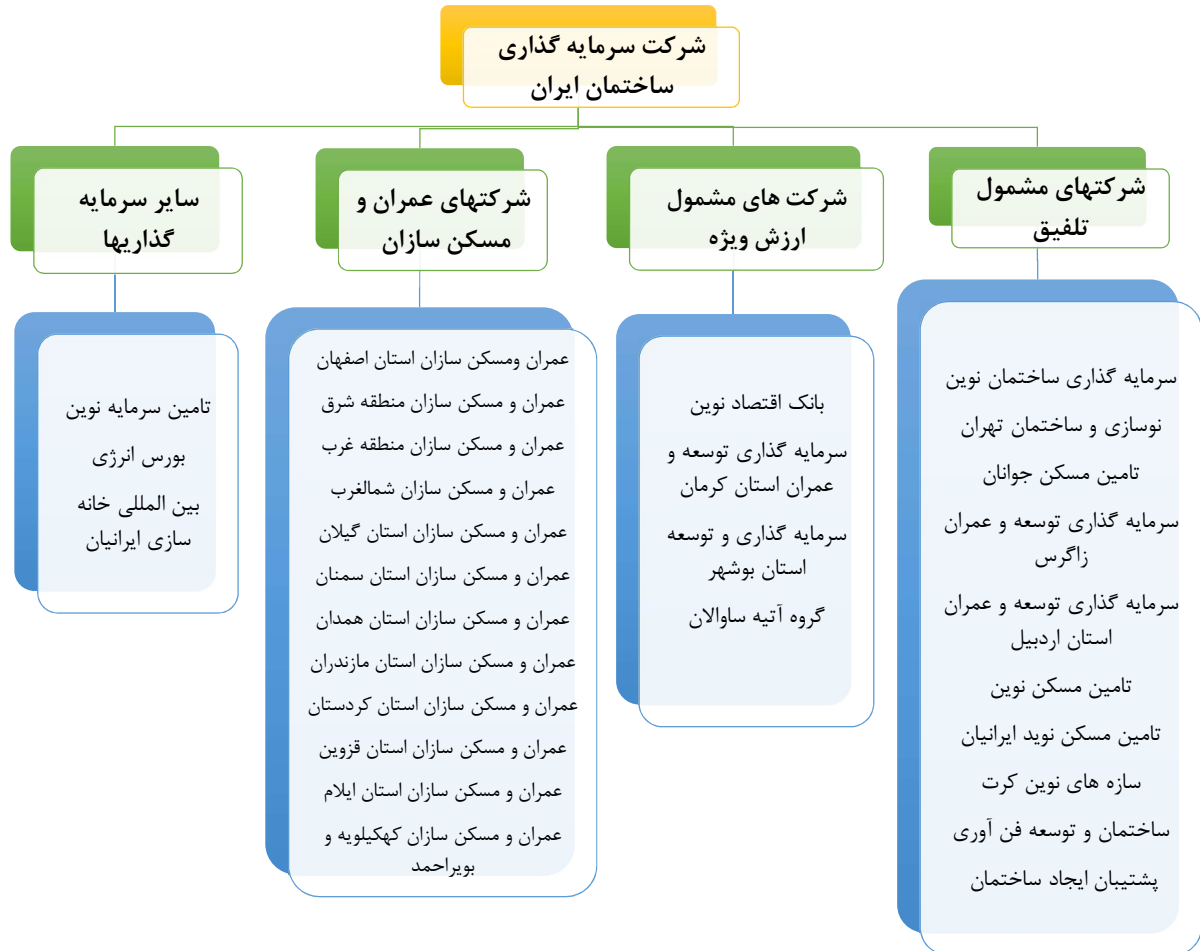 شرکت سرمایه گذاری
ساختمان ایران
شرکتهای مشمول
تلفیق
سرمایه گذاری ساختمان نوین
نوسازی و ساختمان تهران
تامین مسکن جوانان
سرمایه گذاری توسعه و عمران
زاگرس
سرمایه گذاری توسعه و عمران
استان اردبیل
تامین مسکن نوین
تامین مسکن نوید ایرانیان
سازه های نوین کرت
ساختمان و توسعه فن آوری
پشتیبان ایجاد ساختمان
شرکت های مشمول
ارزش ویژه
بانک اقتصاد نوین
سرمایه گذاری توسعه و
عمران استان کرمان
سرمایه گذاری و توسعه
استان بوشهر
گروه آتیه ساوالان
شرکتهای عمران و
مسکن سازان
عمران ومسکن سازان استان اصفهان
عمران و مسکن سازان منطقه شرق
عمران و مسکن سازان منطقه غرب
عمران و مسکن سازان شمالغرب
عمران و مسکن سازان استان گیلان
عمران و مسکن سازان استان سمنان
عمران و مسکن سازان استان همدان
عمران و مسکن سازان استان مازندران
عمران و مسکن سازان استان کردستان
عمران و مسکن سازان استان قزوین
عمران و مسکن سازان استان ایلام
عمران و مسکن سازان کهکیلویه و
بویراحمد
سایر سرمایه
گذاریها
تامین سرمایه نوین
بورس انرژی
بین المللی خانه
سازی ایرانیان